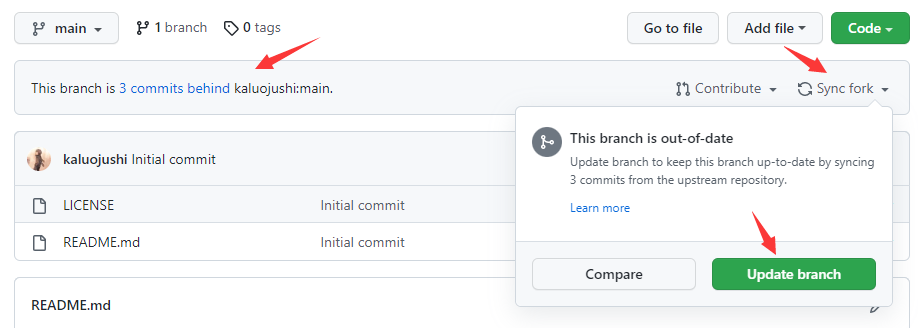 main
1 branch
0 tags
Go to file
Add file
Code
This branch is 3 commits behind kaluojushi:main.
Contribute
Sync fork
This branch is out-of-date
Update branch to keep this branch up-to-date by syncing
3 commits from the upstream repository.
Learn more
Compare
Update branch
kaluojushi Initial commit
LICENSE
Initial commit
README.md
Initial commit
README.md